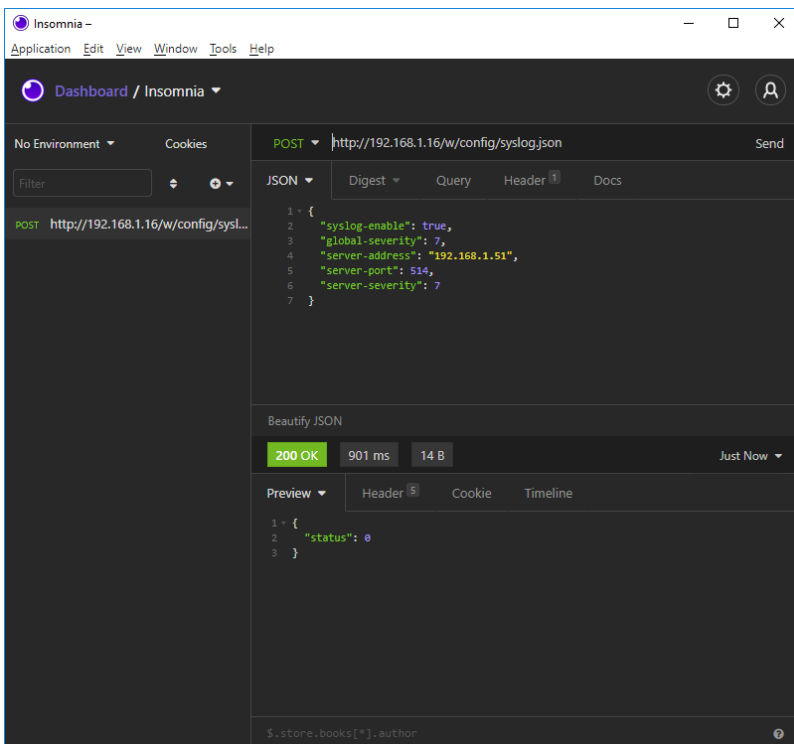 Insomnia –
Application Edit View Window Tools Help
Dashboard / Insomnia
No Environment Cookies
POST http://192.168.1.16/w/config/syslog.json Send
Filter
JSON Digest Query Header 1 Docs
POST http://192.168.1.16/w/config/sysl...
1 {
2 "syslog-enable": true,
3 "global-severity": 7,
4 "server-address": "192.168.1.51",
5 "server-port": 514,
6 "server-severity": 7
7 }
Beautify JSON
200 OK 901 ms 14 B Just Now
Preview Header 5 Cookie Timeline
1 {
2 "status": 0
3 }
$.store.books[*].author